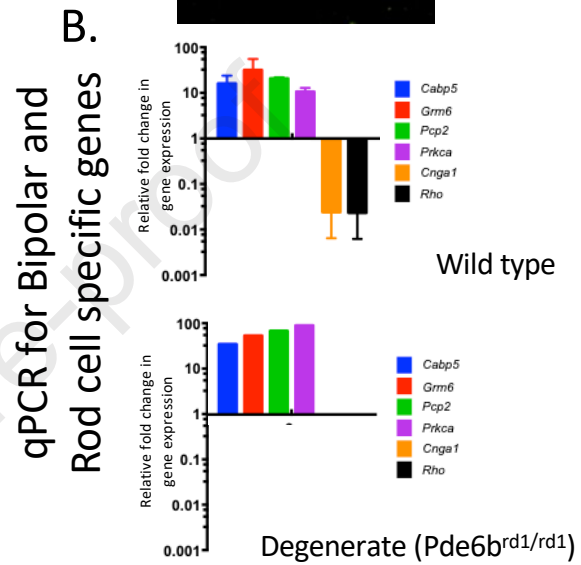 B.
qPCR for Bipolar and
Rod cell specific genes
Relative fold change in
gene expression
100
10
1
0.1
0.01
0.001
Cabp5
Grm6
Pcp2
Prkca
Cnga1
Rho
Wild type
Relative fold change in
gene expression
100
10
1
0.1
0.01
0.001
Cabp5
Grm6
Pcp2
Prkca
Cnga1
Rho
Degenerate (Pde6brd1/rd1)